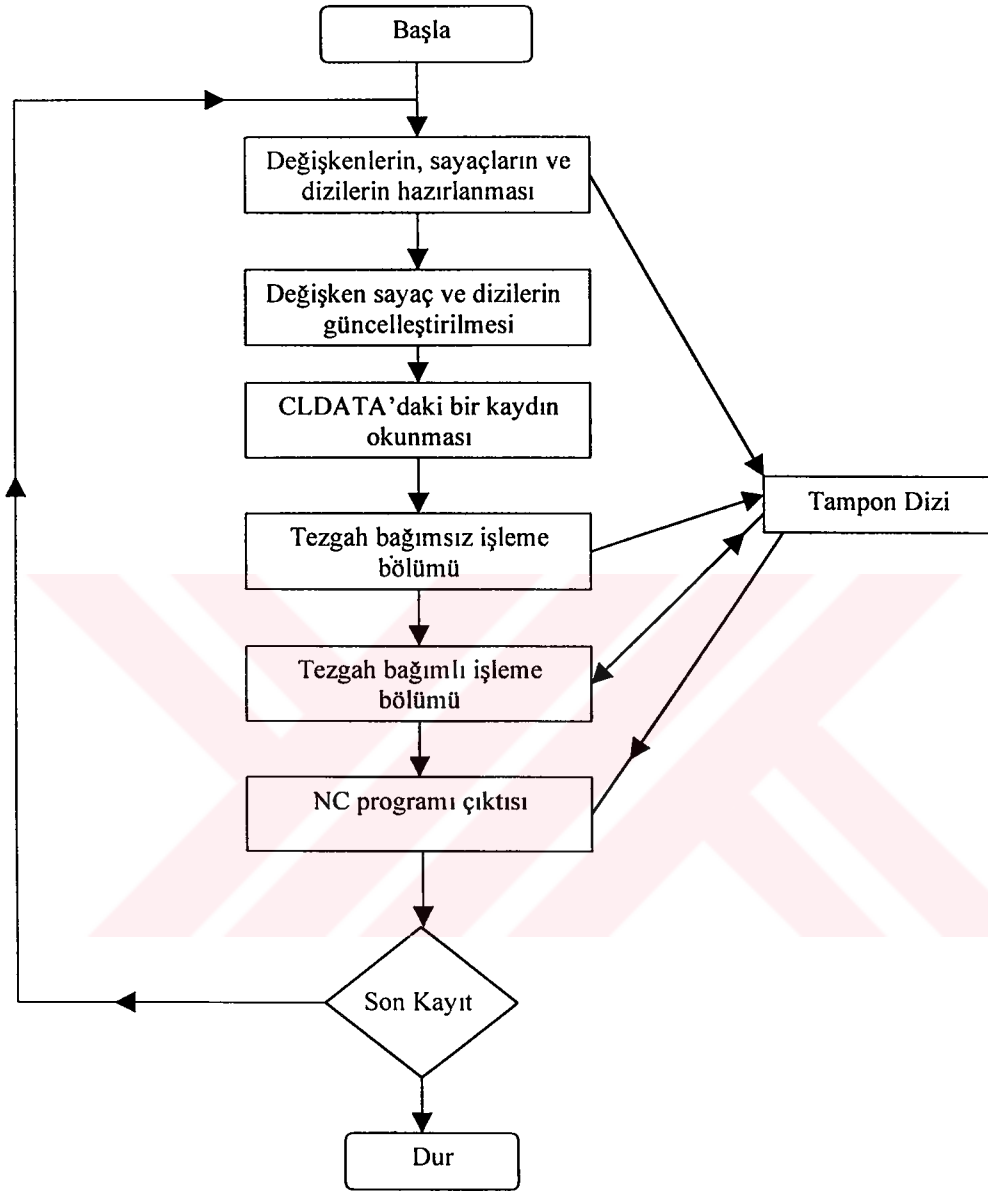 Başla
Değişkenlerin, sayaçların ve
dizilerin hazırlanması
Değişken sayaç ve dizilerin
güncelleştirilmesi
CLDATA'daki bir kaydın
okunması
Tezgah bağımsız işleme
bölümü
Tampon Dizi
Tezgah bağımlı işleme
bölümü
NC programı çıktısı
Son Kayıt
Dur